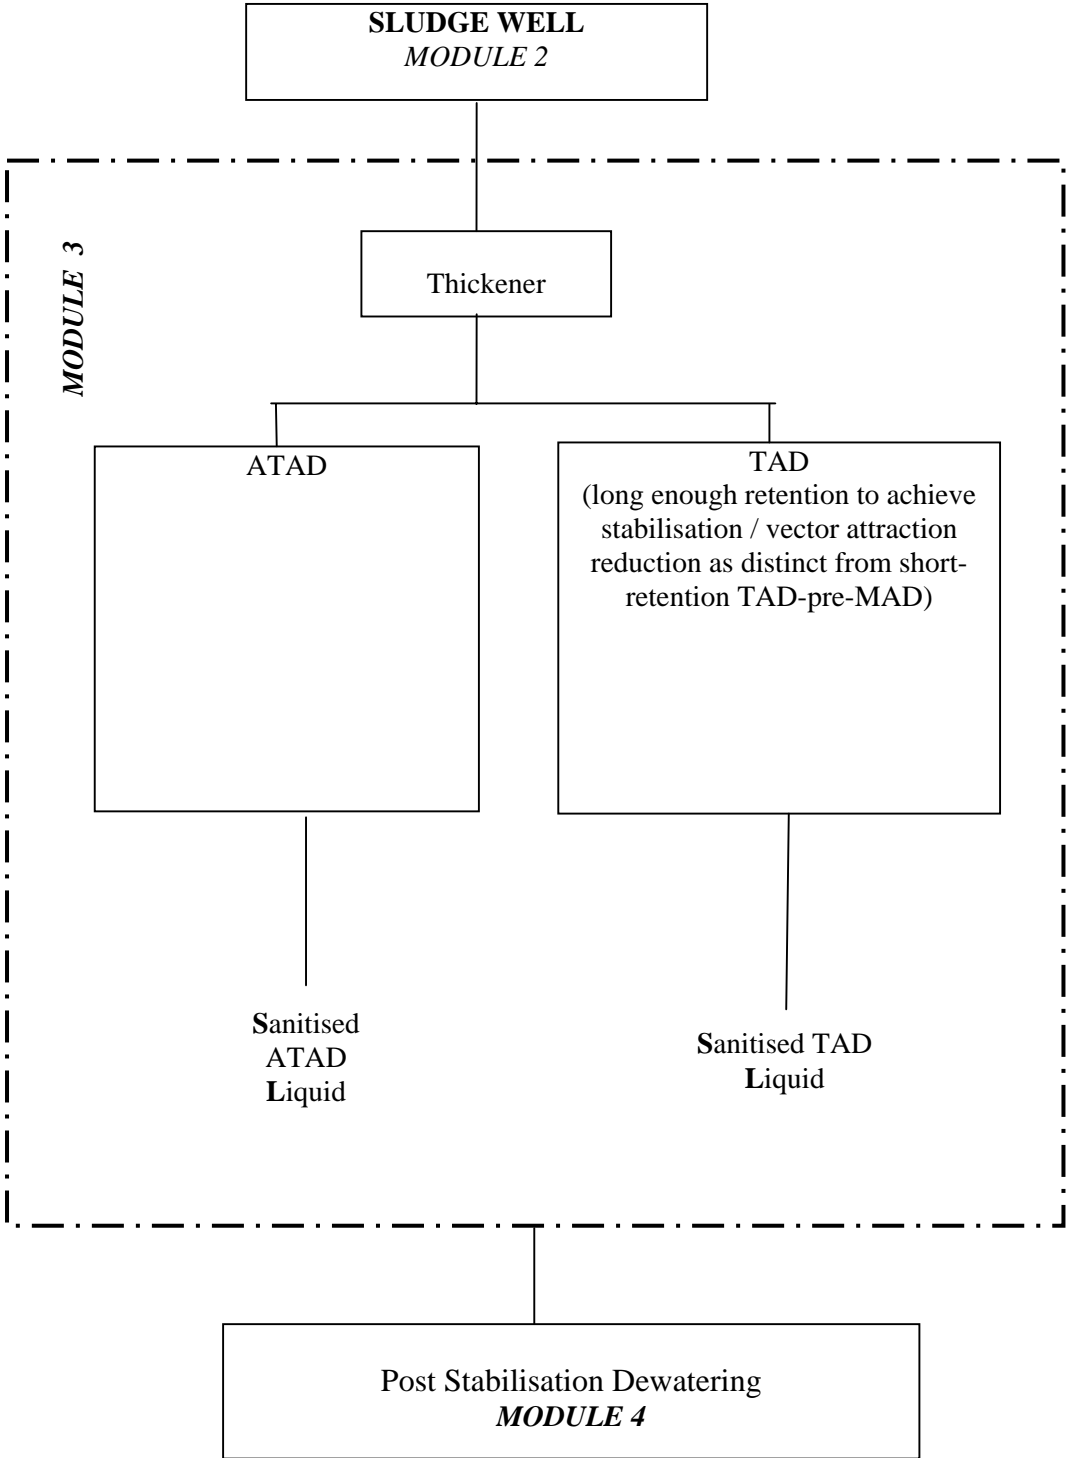 SLUDGE WELL
MODULE 2
MODULE 3
Thickener
ATAD
TAD
(long enough retention to achieve
stabilisation / vector attraction
reduction as distinct from short-
retention TAD-pre-MAD)
Sanitised
ATAD
Liquid
Sanitised TAD
Liquid
Post Stabilisation Dewatering
MODULE 4